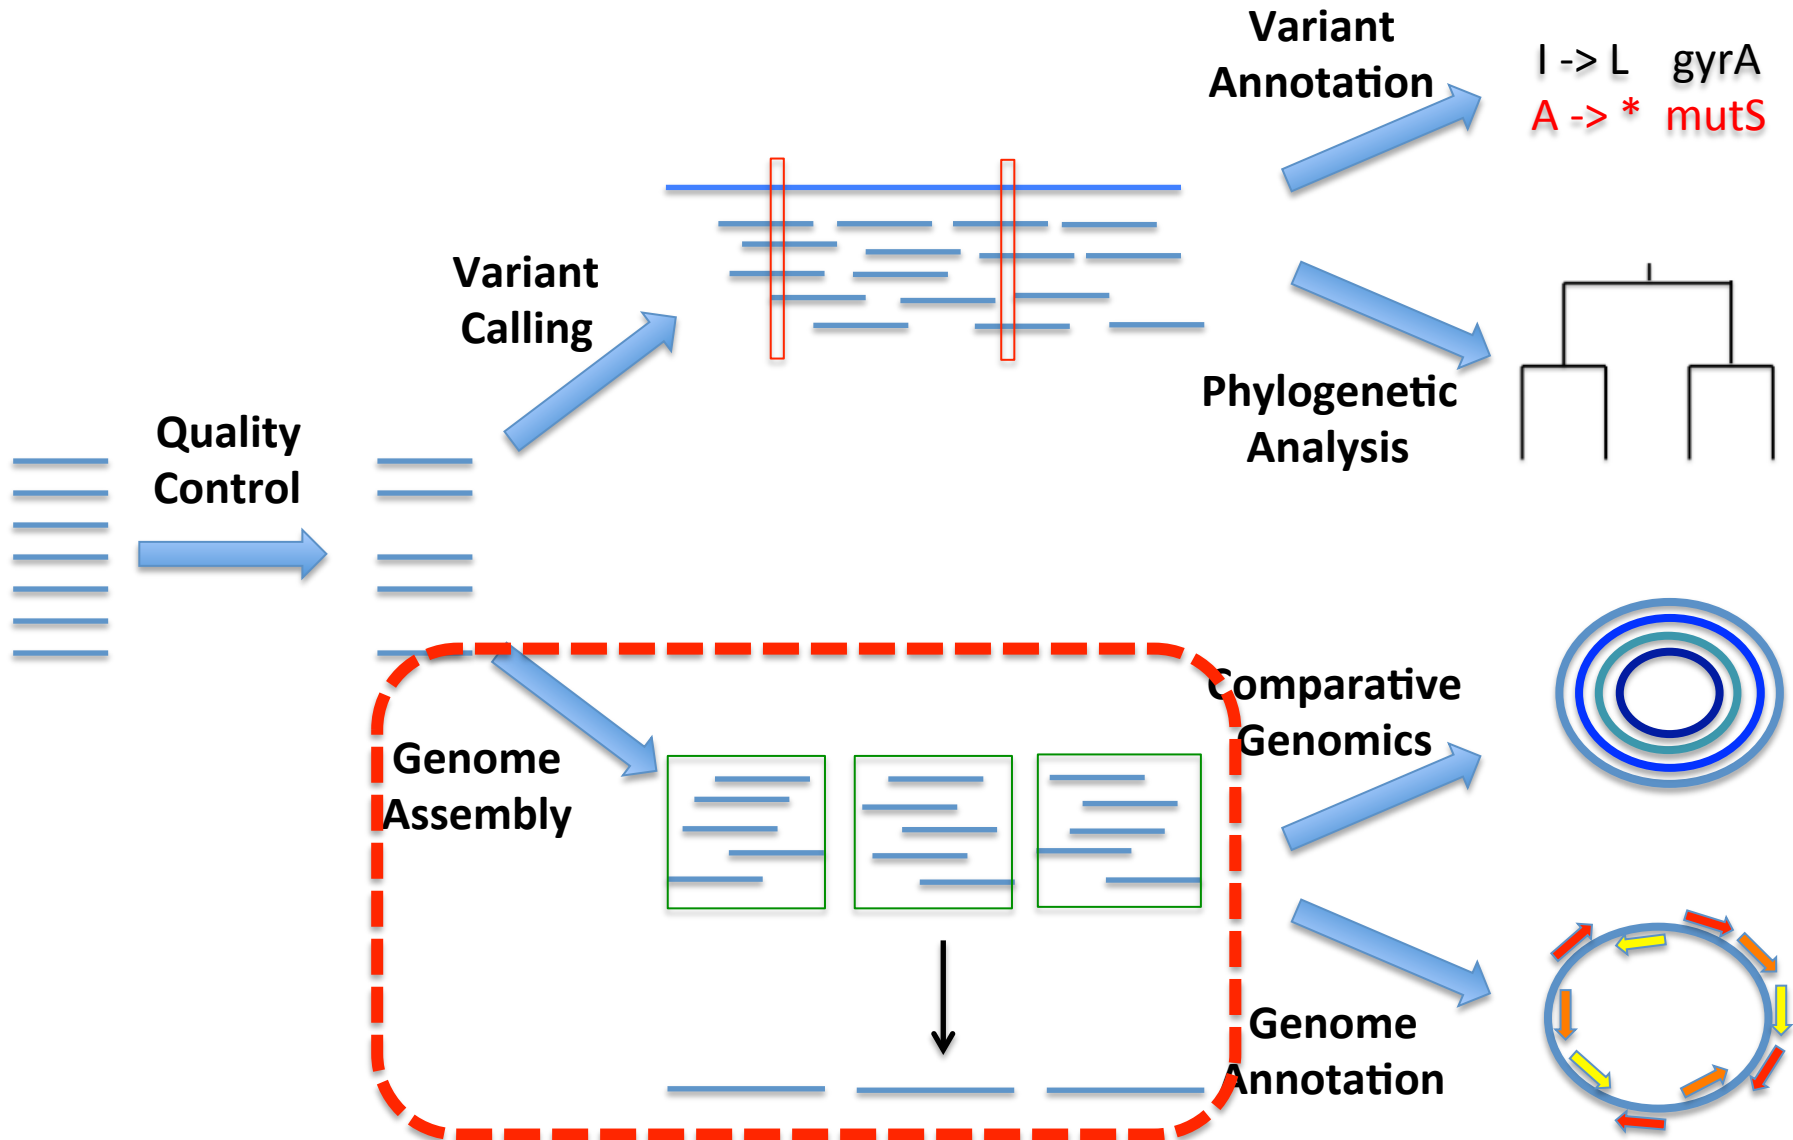 Variant
Annotation
I -> L gyrA
A -> * mutS
Variant
Calling
Phylogenetic
Analysis
Quality
Control
Comparative
Genomics
Genome
Assembly
Genome
Annotation